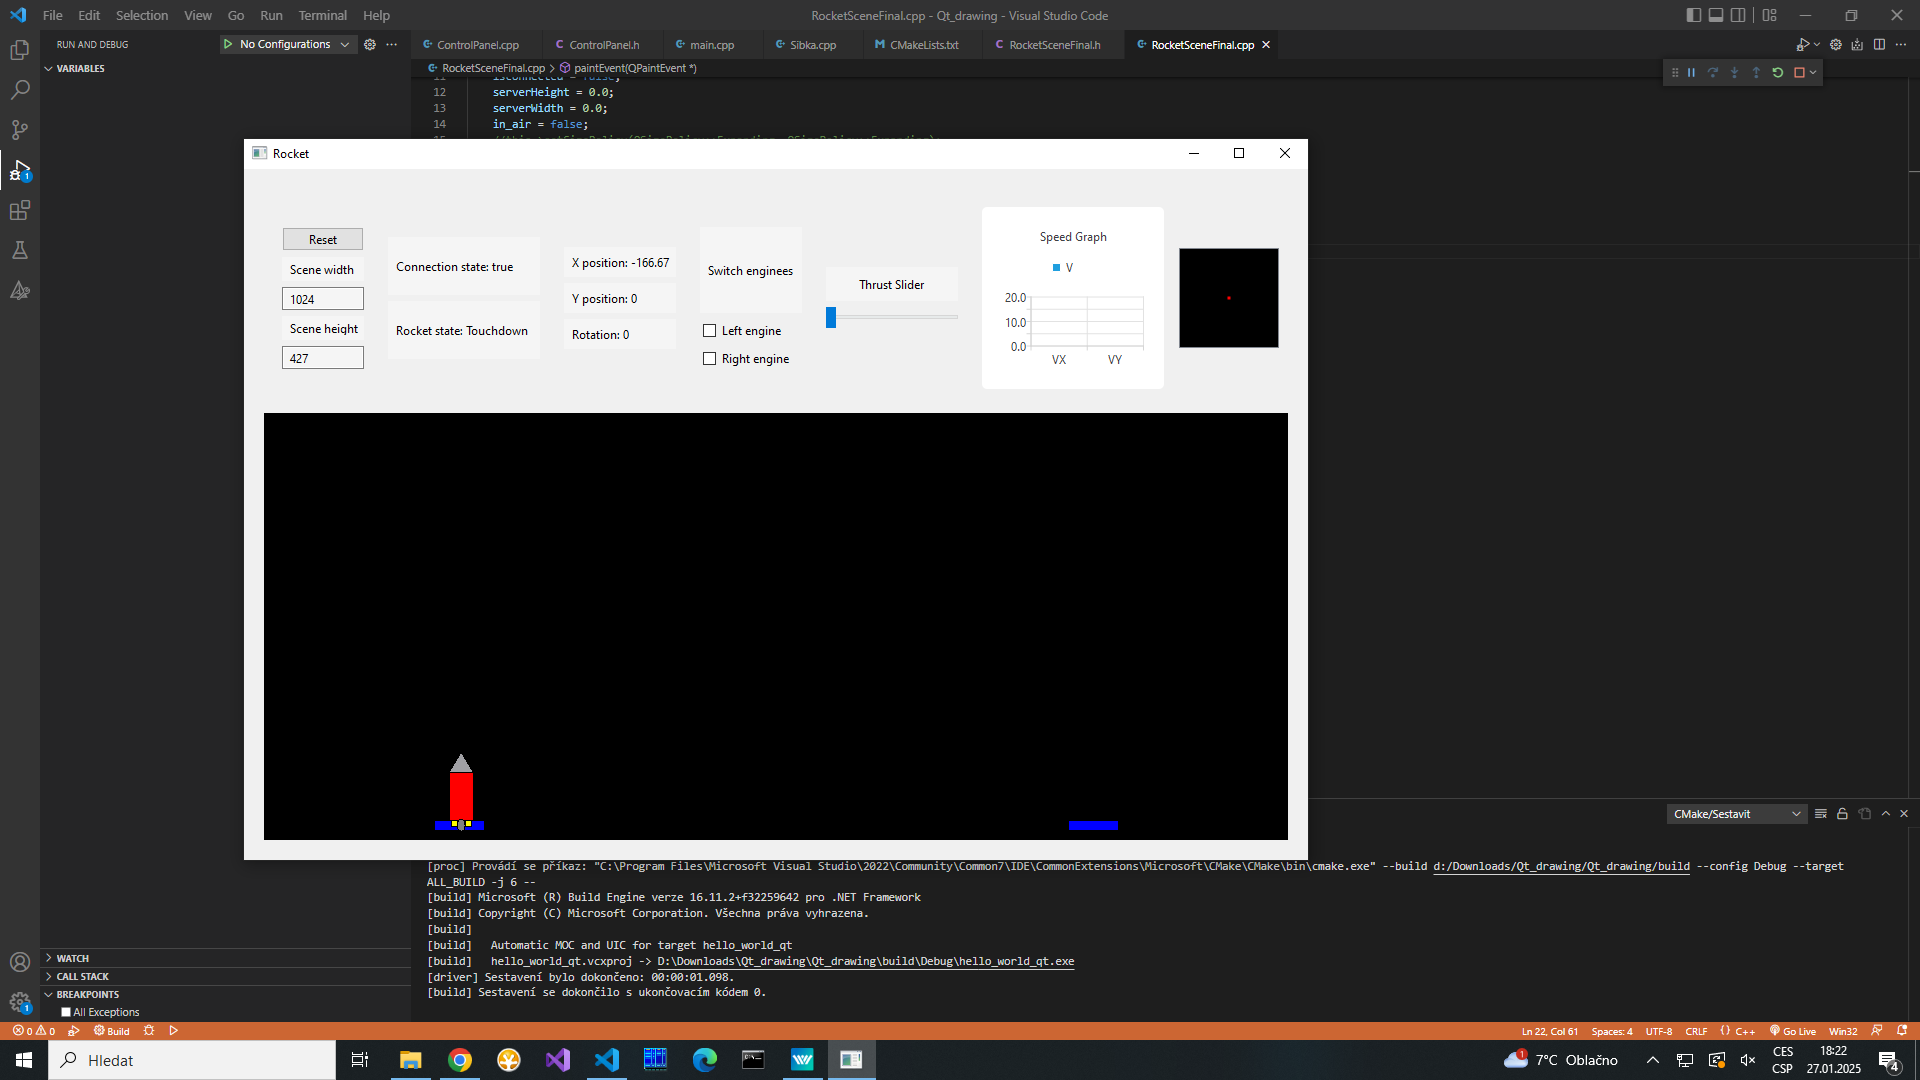 File Edit Selection View Go Run Terminal Help
RocketSceneFinal.cpp - Qt_drawing - Visual Studio Code
RUN AND DEBUG
No Configurations
ControlPanel.cpp
ControlPanel.h
main.cpp
Sibka.cpp
CMakeLists.txt
RocketSceneFinal.h
RocketSceneFinal.cpp
VARIABLES
RocketSceneFinal.cpp > paintEvent(QPaintEvent *)
12 serverHeight = 0.0;
13 serverWidth = 0.0;
14 in_air = false;
Rocket
Reset
Scene width
1024
Scene height
427
Connection state: true
Rocket state: Touchdown
X position: -166.67
Y position: 0
Rotation: 0
Switch enginees
Left engine
Right engine
Thrust Slider
Speed Graph
V
20.0
10.0
0.0
VX VY
CMake/Sestavit
[proc] Provádí se příkaz: "C:\Program Files\Microsoft Visual Studio\2022\Community\Common7\IDE\CommonExtensions\Microsoft\CMake\CMake\bin\cmake.exe" --build d:/Downloads/Qt_drawing/Qt_drawing/build --config Debug --target
ALL_BUILD -j 6 --
[build] Microsoft (R) Build Engine verze 16.11.2+f32259642 pro .NET Framework
[build] Copyright (C) Microsoft Corporation. Všechna práva vyhrazena.
[build]
[build] Automatic MOC and UIC for target hello_world_qt
[build] hello_world_qt.vcxproj -> D:\Downloads\Qt_drawing\Qt_drawing\build\Debug\hello_world_qt.exe
[driver] Sestavení bylo dokončeno: 00:00:01.098.
[build] Sestavení se dokončilo s ukončovacím kódem 0.
WATCH
CALL STACK
BREAKPOINTS
All Exceptions
1
1
0 0 Build
Ln 22, Col 61 Spaces: 4 UTF-8 CRLF {} C++ Go Live Win32
Hledat
1
7°C Oblačno
CES
CSP
18:22
27.01.2025
4